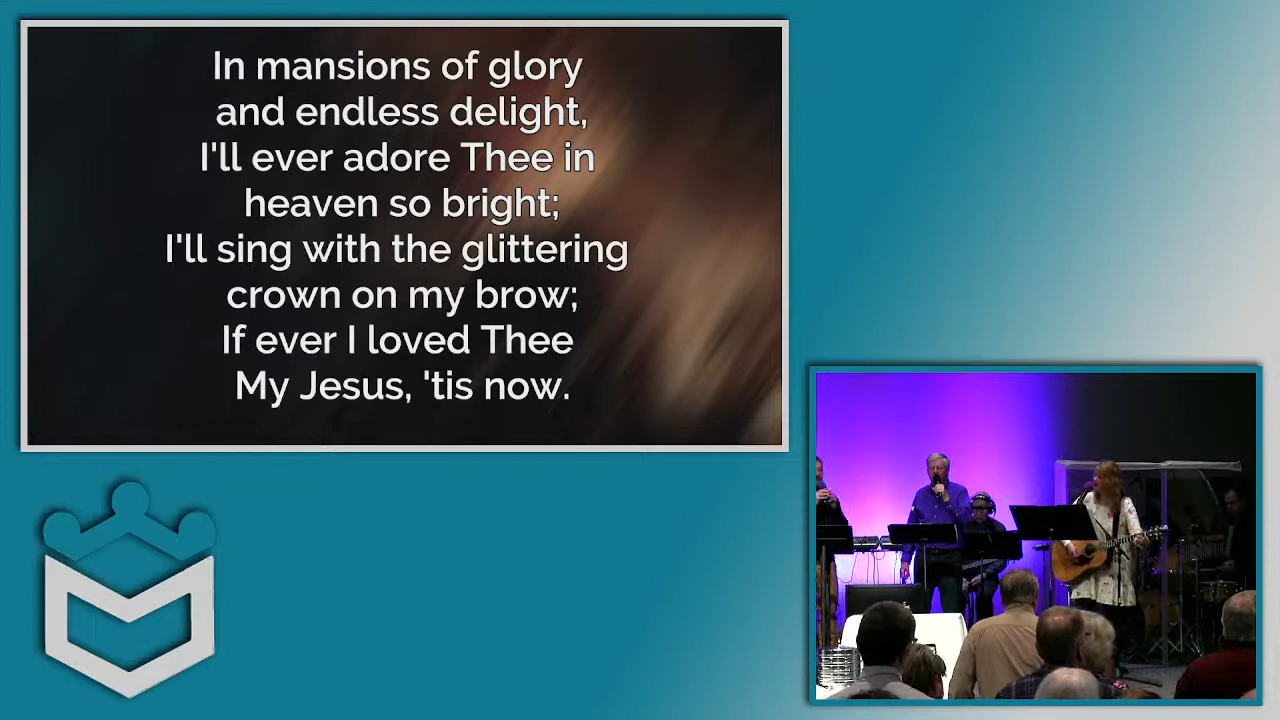 In mansions of glory
and endless delight,
I'll ever adore Thee in
heaven so bright;
I'll sing with the glittering
crown on my brow;
If ever I loved Thee
My Jesus, 'tis now.